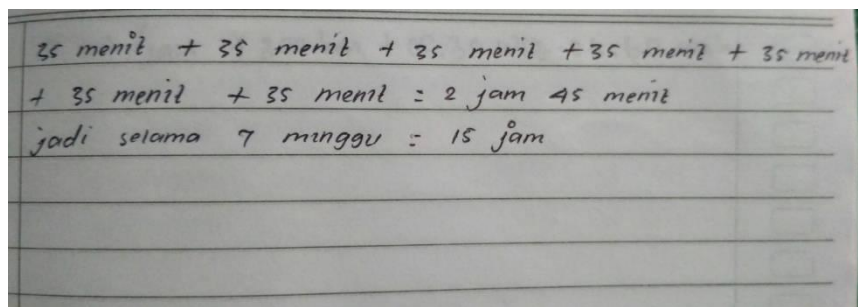 35 menit + 35 menit + 35 menit + 35 menit + 35 menit
+ 35 menit + 35 menit = 2 jam 45 menit
jadi selama 7 minggu = 15 jam